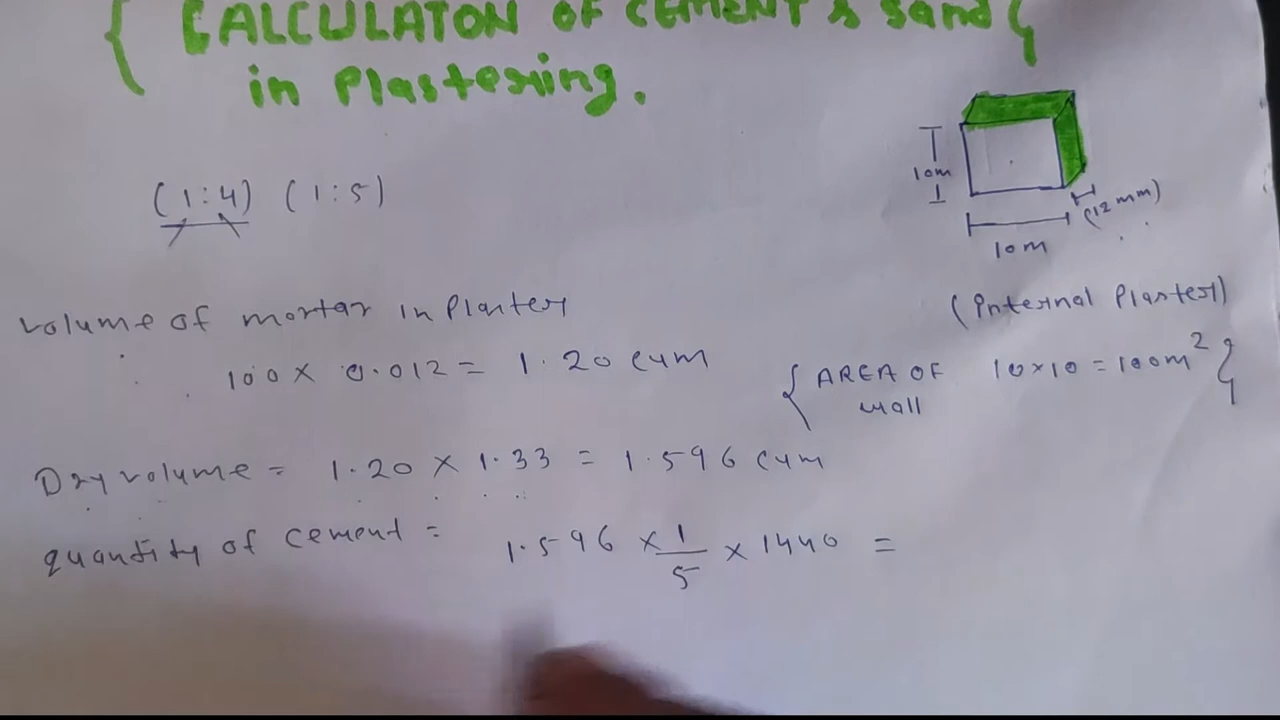 { CALCULATON OF CEMENT & Sand }
in Plastering.
10m
(12 mm)
10m
(1:4) (1:5)
(internal Plaster)
volume of mortar in Plaster
100 × 0.012 = 1.20 cum
{ AREA OF wall 10×10 = 100m² }
Dry volume = 1.20 × 1.33 = 1.596 cum
quantity of cement = 1.596 × 1/5 × 1440 =